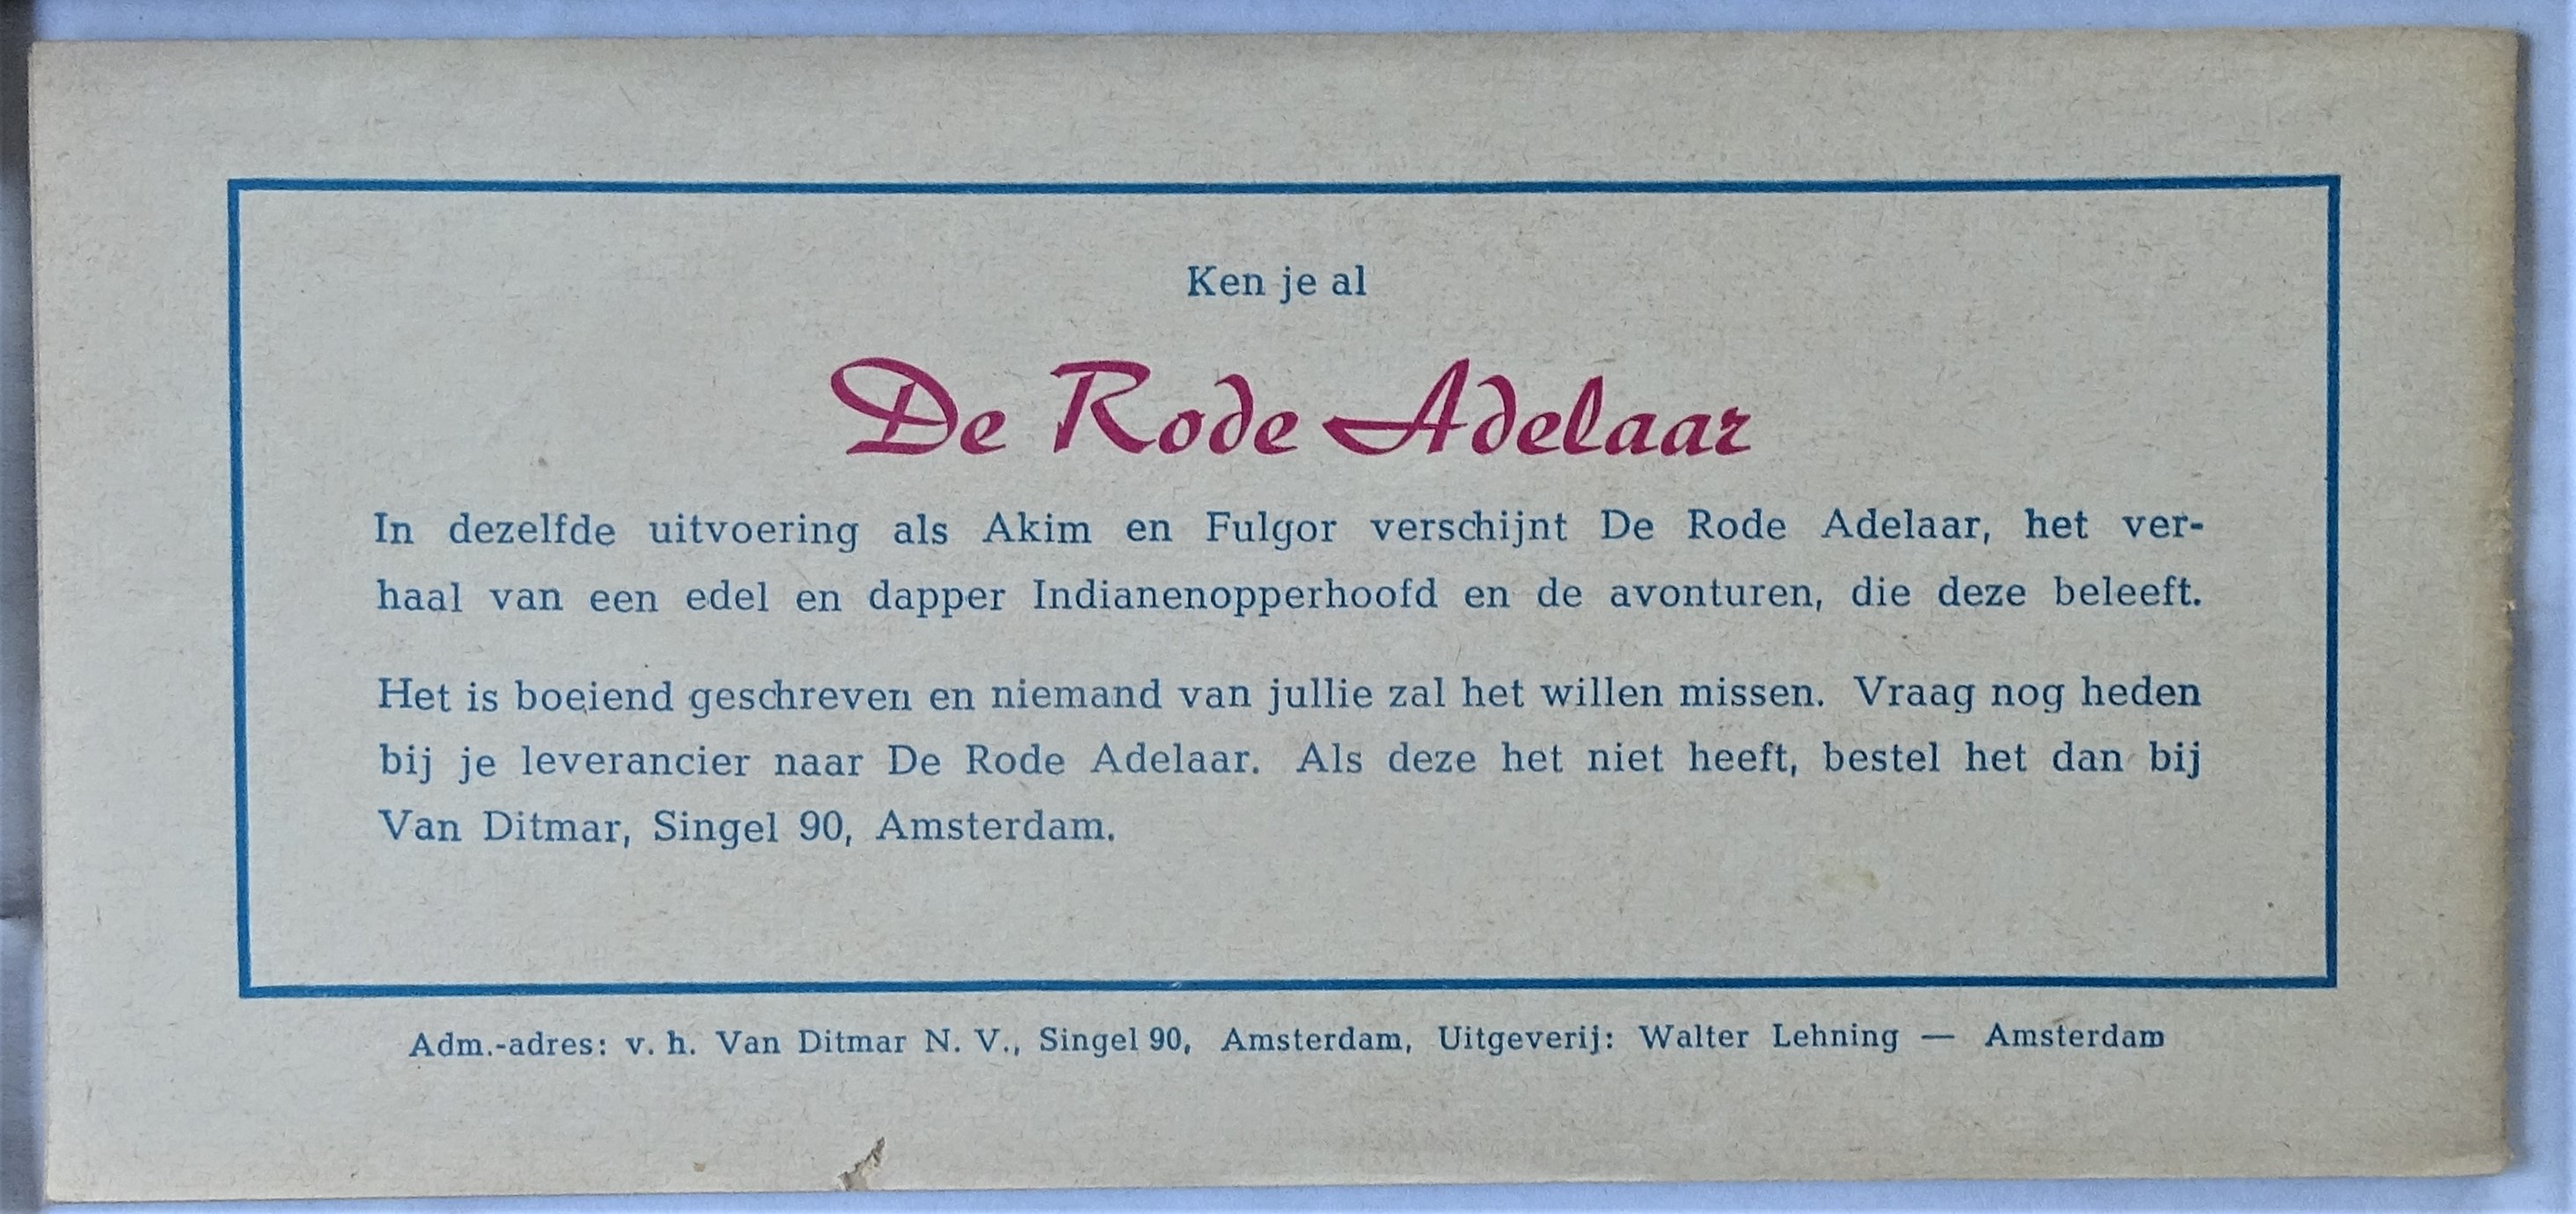 Ken je al
De Rode Adelaar
In dezelfde uitvoering als Akim en Fulgor verschijnt De Rode Adelaar, het ver-
haal van een edel en dapper Indianenopperhoofd en de avonturen, die deze beleeft.
Het is boeiend geschreven en niemand van jullie zal het willen missen. Vraag nog heden
bij je leverancier naar De Rode Adelaar. Als deze het niet heeft, bestel het dan bij
Van Ditmar, Singel 90, Amsterdam.
Adm.-adres: v. h. Van Ditmar N. V., Singel 90, Amsterdam, Uitgeverij: Walter Lehning — Amsterdam